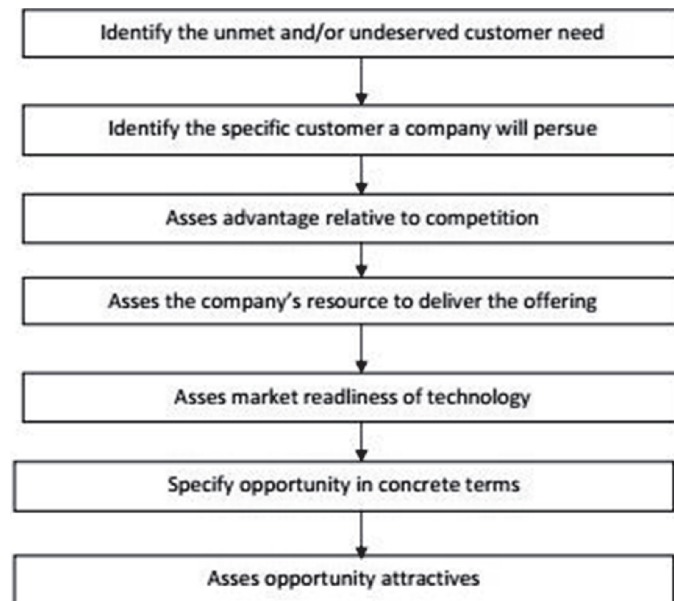 Identify the unmet and/or undeserved customer need
Identify the specific customer a company will persue
Asses advantage relative to competition
Asses the company's resource to deliver the offering
Asses market readliness of technology
Specify opportunity in concrete terms
Asses opportunity attractives